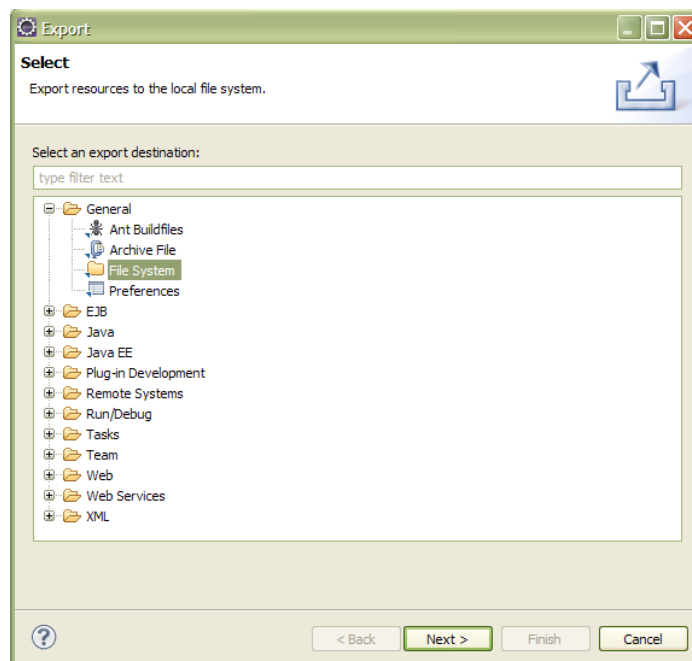 Export
Select
Export resources to the local file system.
Select an export destination:
type filter text
General
Ant Buildfiles
Archive File
File System
Preferences
EJB
Java
Java EE
Plug-in Development
Remote Systems
Run/Debug
Tasks
Team
Web
Web Services
XML
< Back Next > Finish Cancel